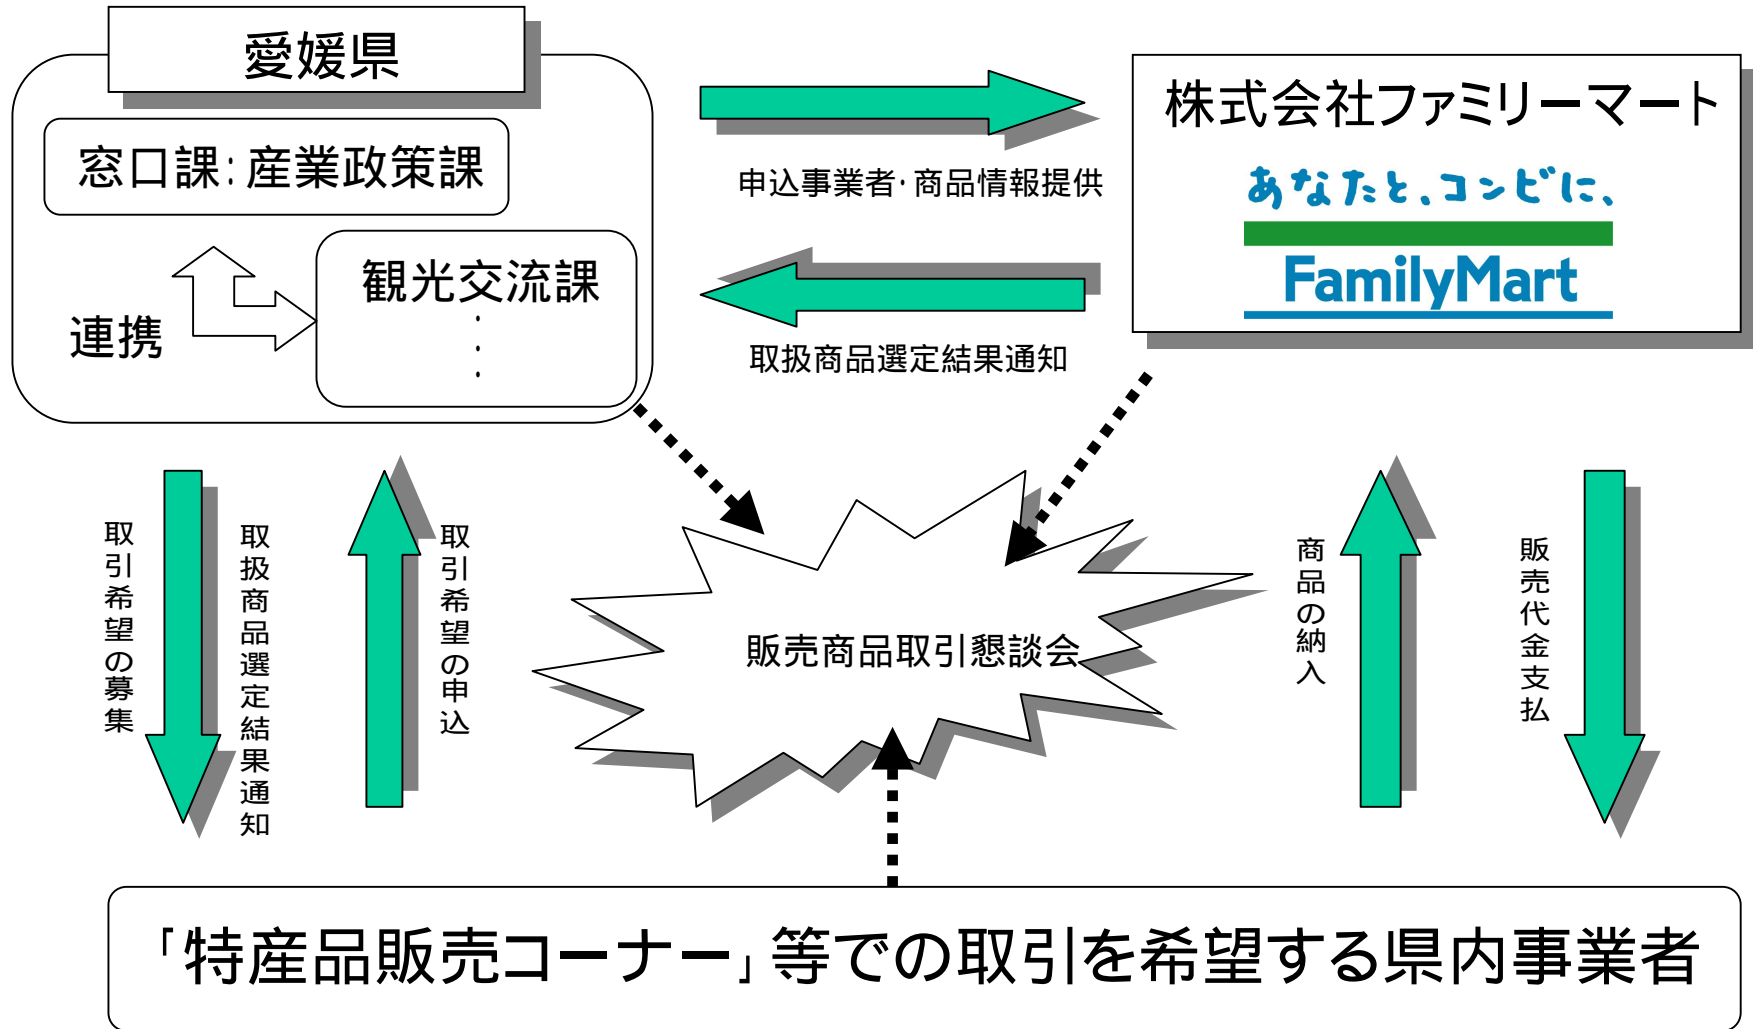 愛媛県
窓口課:産業政策課
観光交流課
・
・
・
連携
申込事業者・商品情報提供
取扱商品選定結果通知
株式会社ファミリーマート
あなたと、コンビに、
FamilyMart
取引希望の募集
取扱商品選定結果通知
取引希望の申込
販売商品取引懇談会
商品の納入
販売代金支払
「特産品販売コーナー」等での取引を希望する県内事業者